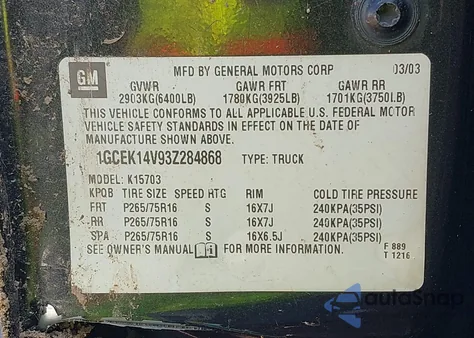 GM
MFD BY GENERAL MOTORS CORP 03/03
GVWR GAWR FRT GAWR RR
2903KG(6400LB) 1780KG(3925LB) 1701KG(3750LB)
THIS VEHICLE CONFORMS TO ALL APPLICABLE U.S. FEDERAL MOTOR
VEHICLE SAFETY STANDARDS IN EFFECT ON THE DATE OF
MANUFACTURE SHOWN ABOVE.
1GCEK14V93Z284868 TYPE: TRUCK
MODEL: K15703
KPQB TIRE SIZE SPEED RTG RIM COLD TIRE PRESSURE
FRT P265/75R16 S 16X7J 240KPA(35PSI)
RR P265/75R16 S 16X7J 240KPA(35PSI)
SPA P265/75R16 S 16X6.5J 240KPA(35PSI)
SEE OWNER'S MANUAL FOR MORE INFORMATION.
F 889
T 1216
autosnap